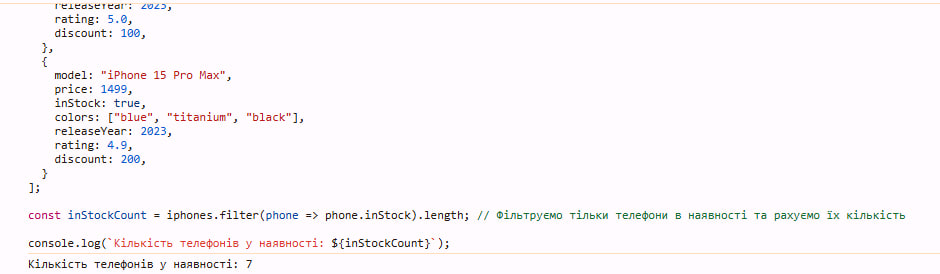 releaseYear: 2023,
rating: 5.0,
discount: 100,
},
{
model: "iPhone 15 Pro Max",
price: 1499,
inStock: true,
colors: ["blue", "titanium", "black"],
releaseYear: 2023,
rating: 4.9,
discount: 200,
}
];
const inStockCount = iphones.filter(phone => phone.inStock).length; // Фільтруємо тільки телефони в наявності та рахуємо їх кількість
console.log(`Кількість телефонів у наявності: ${inStockCount}`);
Кількість телефонів у наявності: 7